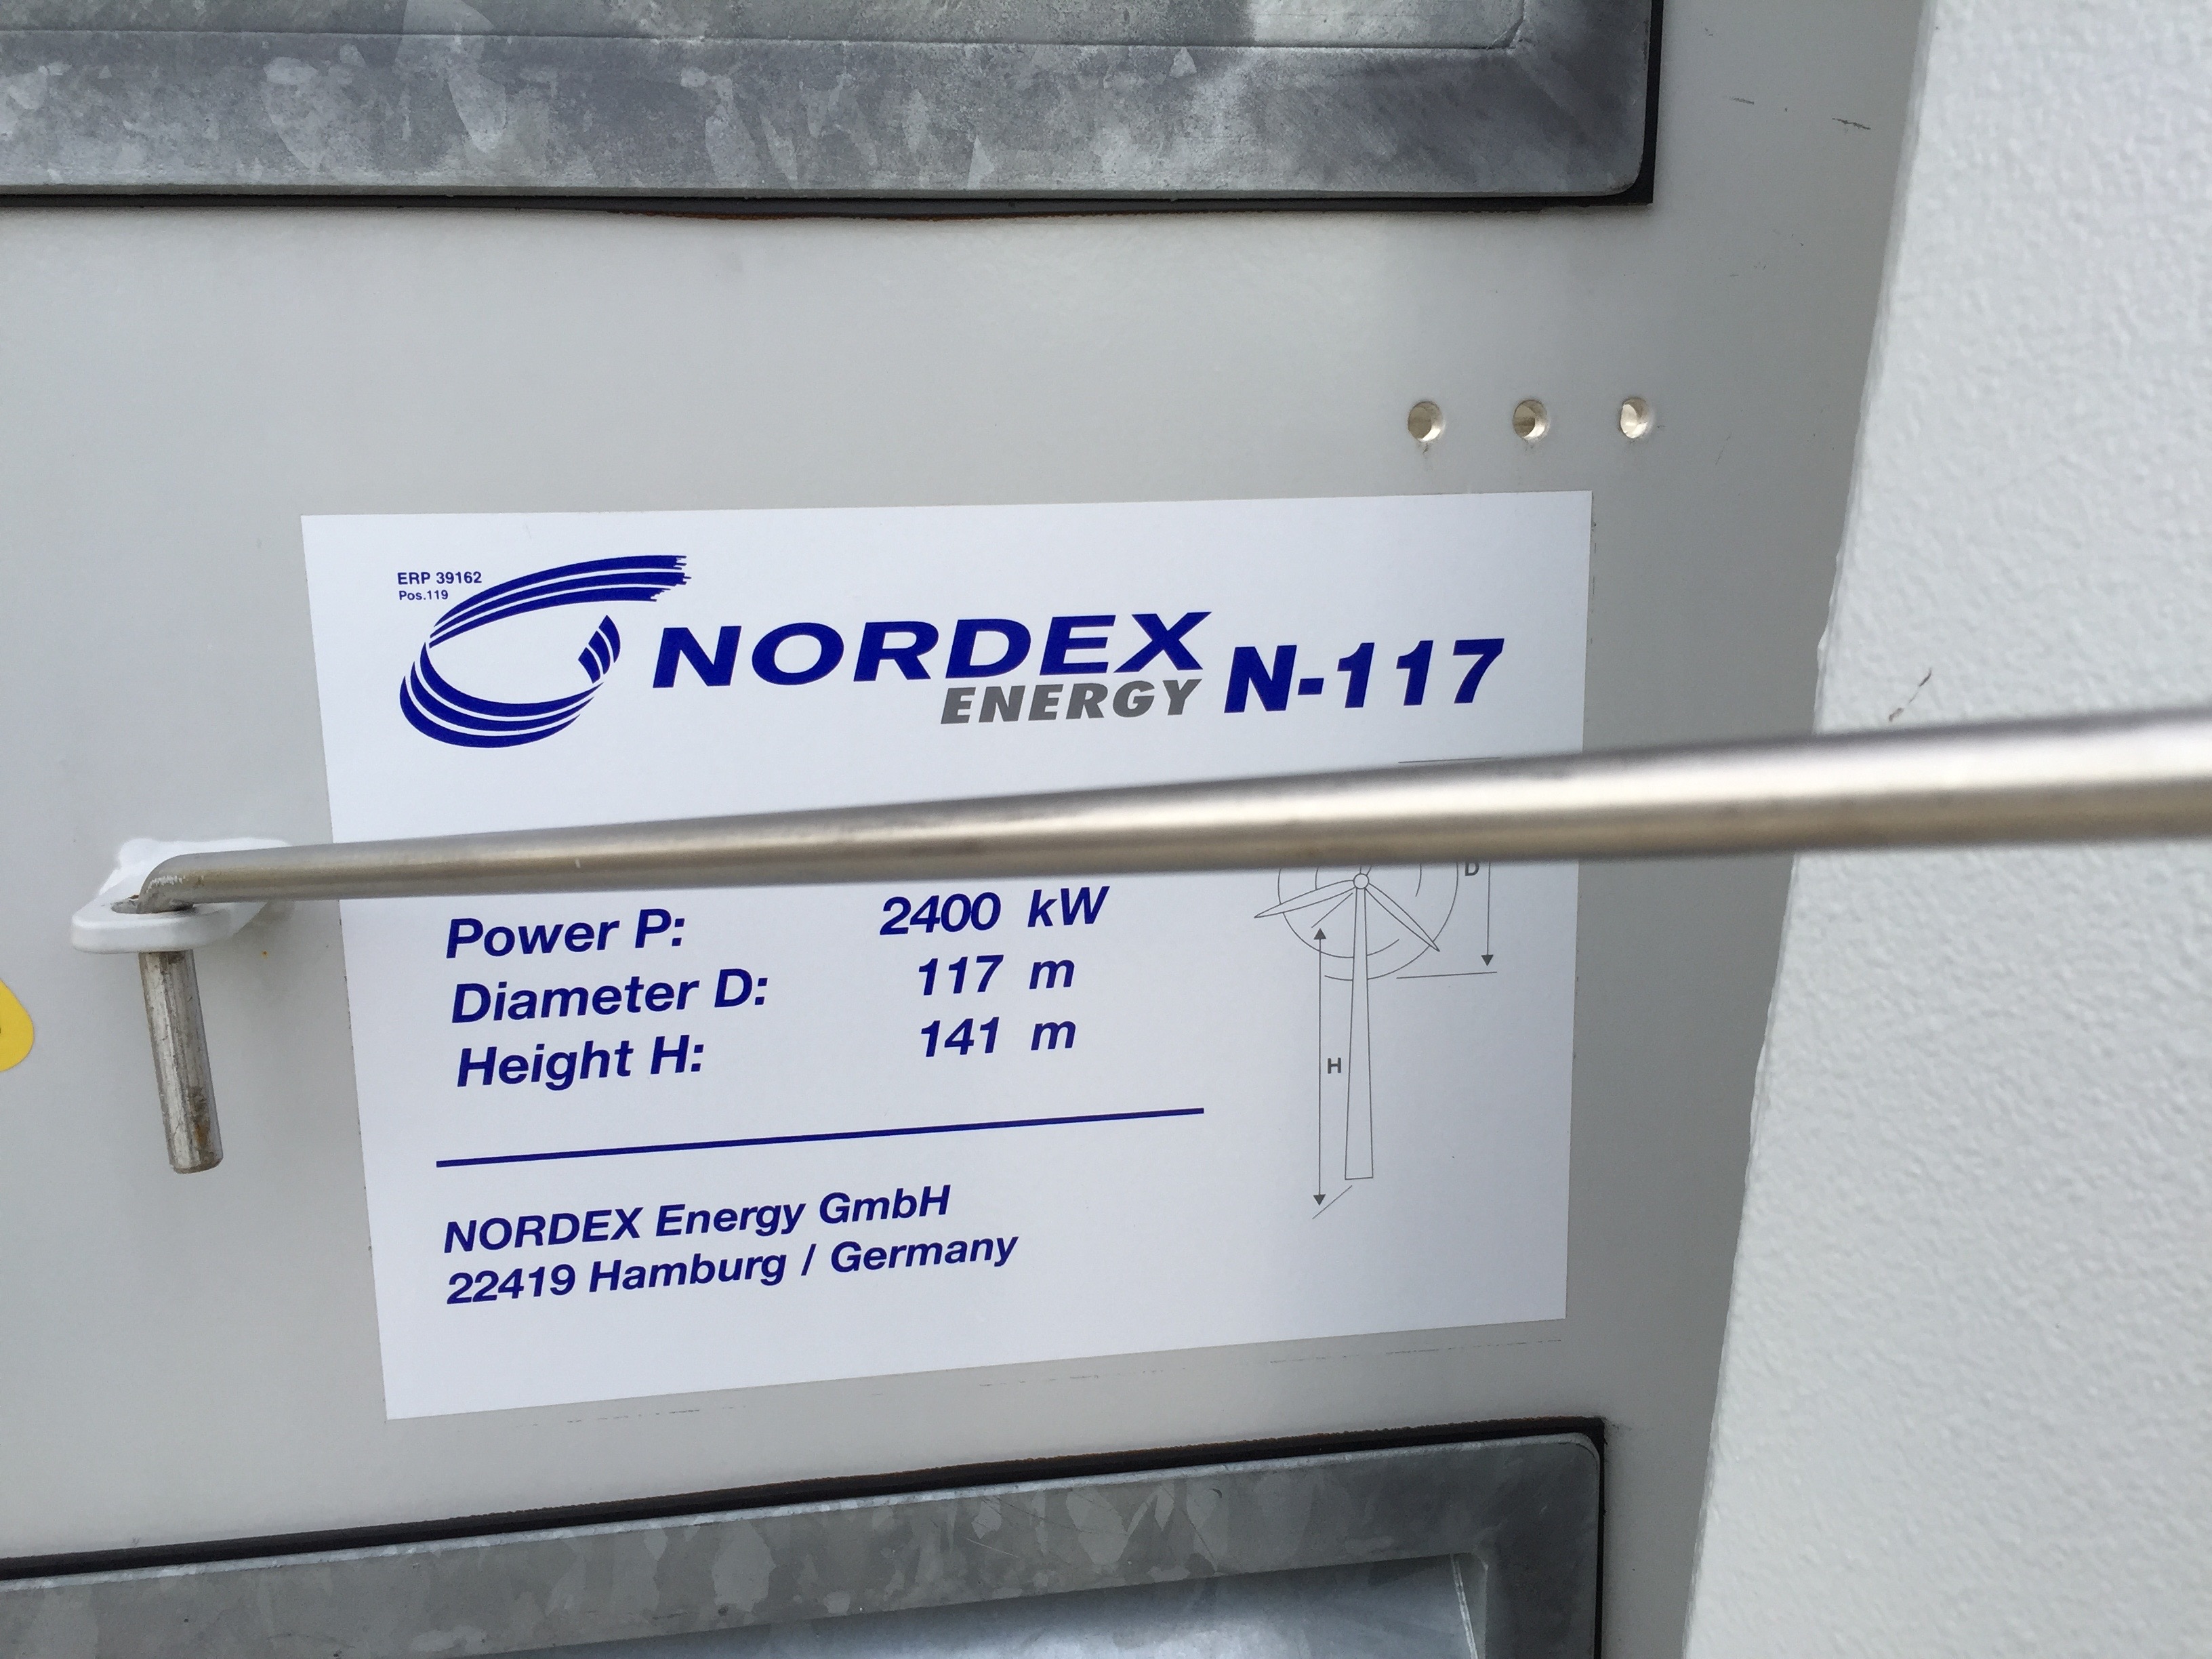 ERP 39162
Pos.119
NORDEX
ENERGY N-117
Power P: 2400 kW
Diameter D: 117 m
Height H: 141 m
D
H
NORDEX Energy GmbH
22419 Hamburg / Germany